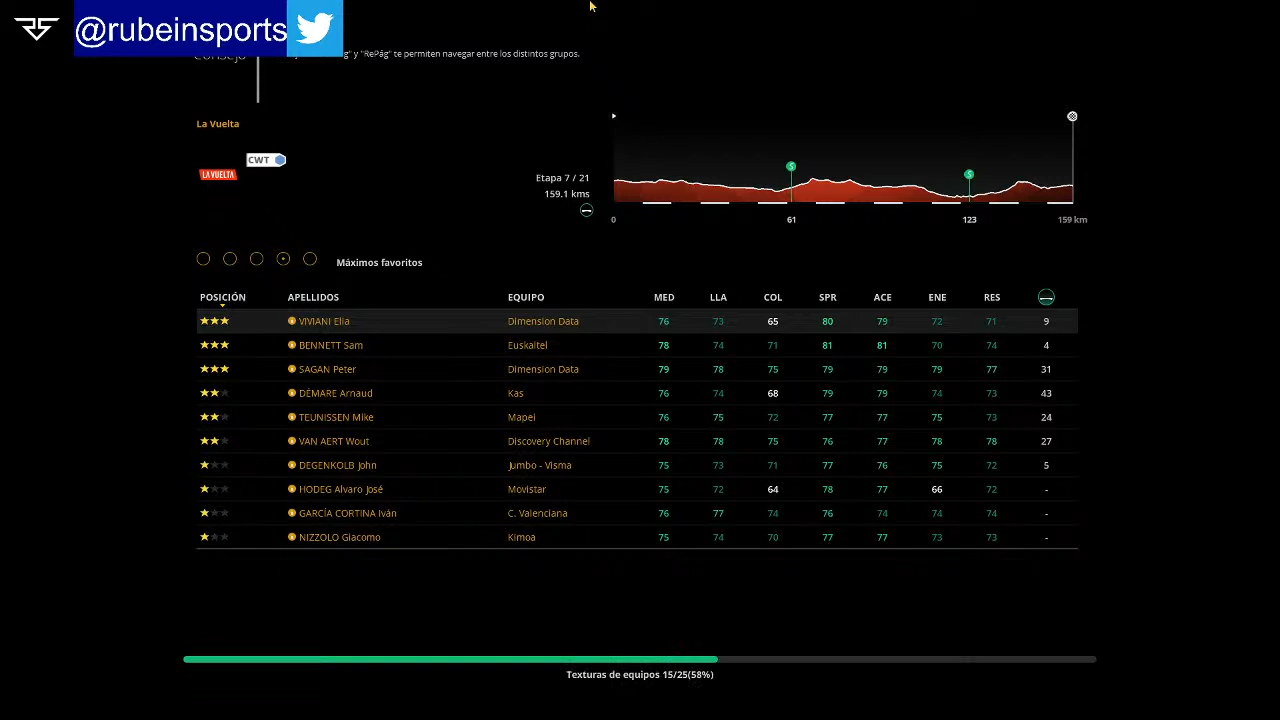 @rubeinsports
Consejo
y "RePág" te permiten navegar entre los distintos grupos.
La Vuelta
CWT
LA VUELTA
Etapa 7 / 21
159.1 kms
S
S
0 61 123 159 km
Máximos favoritos
POSICIÓN APELLIDOS EQUIPO MED LLA COL SPR ACE ENE RES
VIVIANI Elia Dimension Data 76 73 65 80 79 72 71 9
BENNETT Sam Euskaltel 78 74 71 81 81 70 74 4
SAGAN Peter Dimension Data 79 78 75 79 79 79 77 31
DÉMARE Arnaud Kas 76 74 68 79 79 74 73 43
TEUNISSEN Mike Mapei 76 75 72 77 77 75 73 24
VAN AERT Wout Discovery Channel 78 78 75 76 77 78 78 27
DEGENKOLB John Jumbo - Visma 75 73 71 77 76 75 72 5
HODEG Alvaro José Movistar 75 72 64 78 77 66 72 -
GARCÍA CORTINA Iván C. Valenciana 76 77 74 76 74 74 74 -
NIZZOLO Giacomo Kimoa 75 74 70 77 77 73 73 -
Texturas de equipos 15/25(58%)